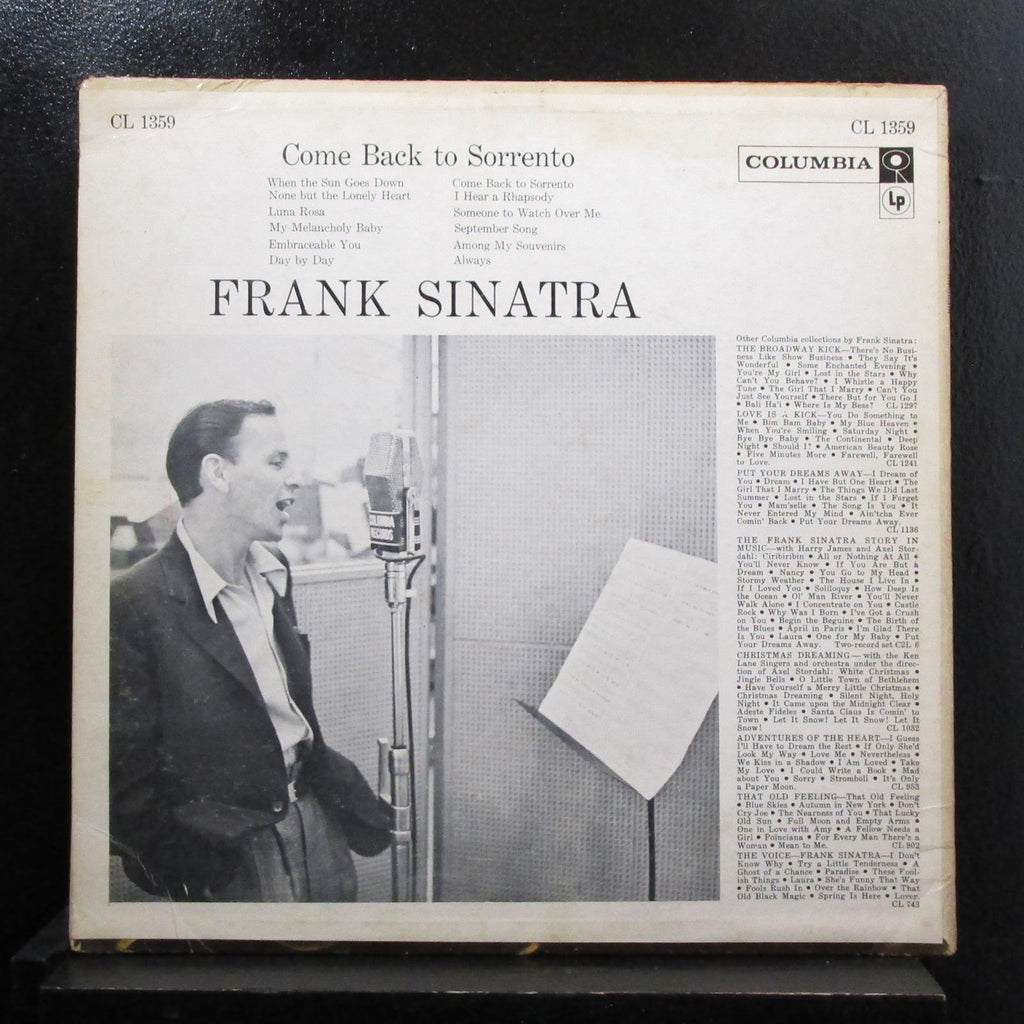 CL 1359
CL 1359
Come Back to Sorrento
When the Sun Goes Down
None but the Lonely Heart
Luna Rosa
My Melancholy Baby
Embraceable You
Day by Day
Come Back to Sorrento
I Hear a Rhapsody
Someone to Watch Over Me
September Song
Among My Souvenirs
Always
COLUMBIA
Lp
FRANK SINATRA
COLUMBIA
RECORDS
Other Columbia collections by Frank Sinatra:
THE BROADWAY KICK—There's No Busi-
ness Like Show Business • They Say It's
Wonderful • Some Enchanted Evening •
You're My Girl • Lost in the Stars • Why
Can't You Behave? • I Whistle a Happy
Tune • The Girl That I Marry • Can't You
Just See Yourself • There But for You Go I
• Bali Ha'i • Where Is My Bess? CL 1297
LOVE IS A KICK—You Do Something to
Me • Bim Bam Baby • My Blue Heaven •
When You're Smiling • Saturday Night •
Bye Bye Baby • The Continental • Deep
Night • Should I? • American Beauty Rose
• Five Minutes More • Farewell, Farewell
to Love. CL 1241
PUT YOUR DREAMS AWAY—I Dream of
You • Dream • I Have But One Heart • The
Girl That I Marry • The Things We Did Last
Summer • Lost in the Stars • If I Forget
You • Mam'selle • The Song Is You • It
Never Entered My Mind • Ain'tcha Ever
Comin' Back • Put Your Dreams Away.
CL 1136
THE FRANK SINATRA STORY IN
MUSIC—with Harry James and Axel Stor-
dahl: Ciribiribin • All or Nothing At All •
You'll Never Know • If You Are But a
Dream • Nancy • You Go to My Head •
Stormy Weather • The House I Live In •
If I Loved You • Soliloquy • How Deep Is
the Ocean • Ol' Man River • You'll Never
Walk Alone • I Concentrate on You • Castle
Rock • Why Was I Born • I've Got a Crush
on You • Begin the Beguine • The Birth of
the Blues • April in Paris • I'm Glad There
Is You • Laura • One for My Baby • Put
Your Dreams Away. Two-record set C2L 6
CHRISTMAS DREAMING—with the Ken
Lane Singers and orchestra under the direc-
tion of Axel Stordahl: White Christmas •
Jingle Bells • O Little Town of Bethlehem
• Have Yourself a Merry Little Christmas •
Christmas Dreaming • Silent Night, Holy
Night • It Came upon the Midnight Clear •
Adeste Fideles • Santa Claus Is Comin' to
Town • Let It Snow! Let It Snow! Let It
Snow! CL 1032
ADVENTURES OF THE HEART—I Guess
I'll Have to Dream the Rest • If Only She'd
Look My Way • Love Me • Nevertheless •
We Kiss in a Shadow • I Am Loved • Take
My Love • I Could Write a Book • Mad
about You • Sorry • Stromboli • It's Only
a Paper Moon. CL 953
THAT OLD FEELING—That Old Feeling
• Blue Skies • Autumn in New York • Don't
Cry Joe • The Nearness of You • That Lucky
Old Sun • Full Moon and Empty Arms •
One in Love with Amy • A Fellow Needs a
Girl • Poinciana • For Every Man There's a
Woman • Mean to Me. CL 902
THE VOICE—FRANK SINATRA—I Don't
Know Why • Try a Little Tenderness • A
Ghost of a Chance • Paradise • These Fool-
ish Things • Laura • She's Funny That Way
• Fools Rush In • Over the Rainbow • That
Old Black Magic • Spring Is Here • Lover.
CL 743